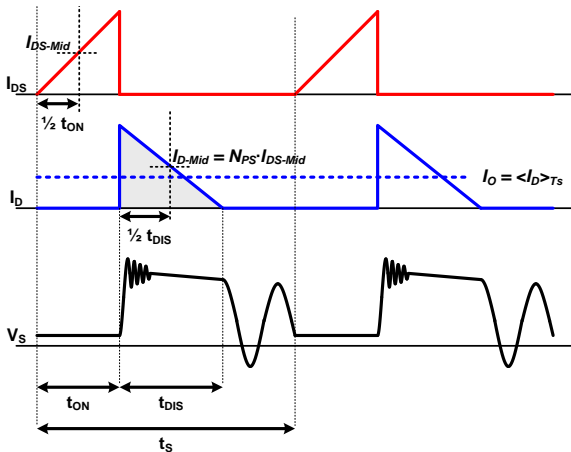 I_DS-Mid
I_DS
½ t_ON
I_D-Mid = N_PS·I_DS-Mid
I_O = <I_D>_Ts
I_D
½ t_DIS
V_S
t_ON
t_DIS
t_S